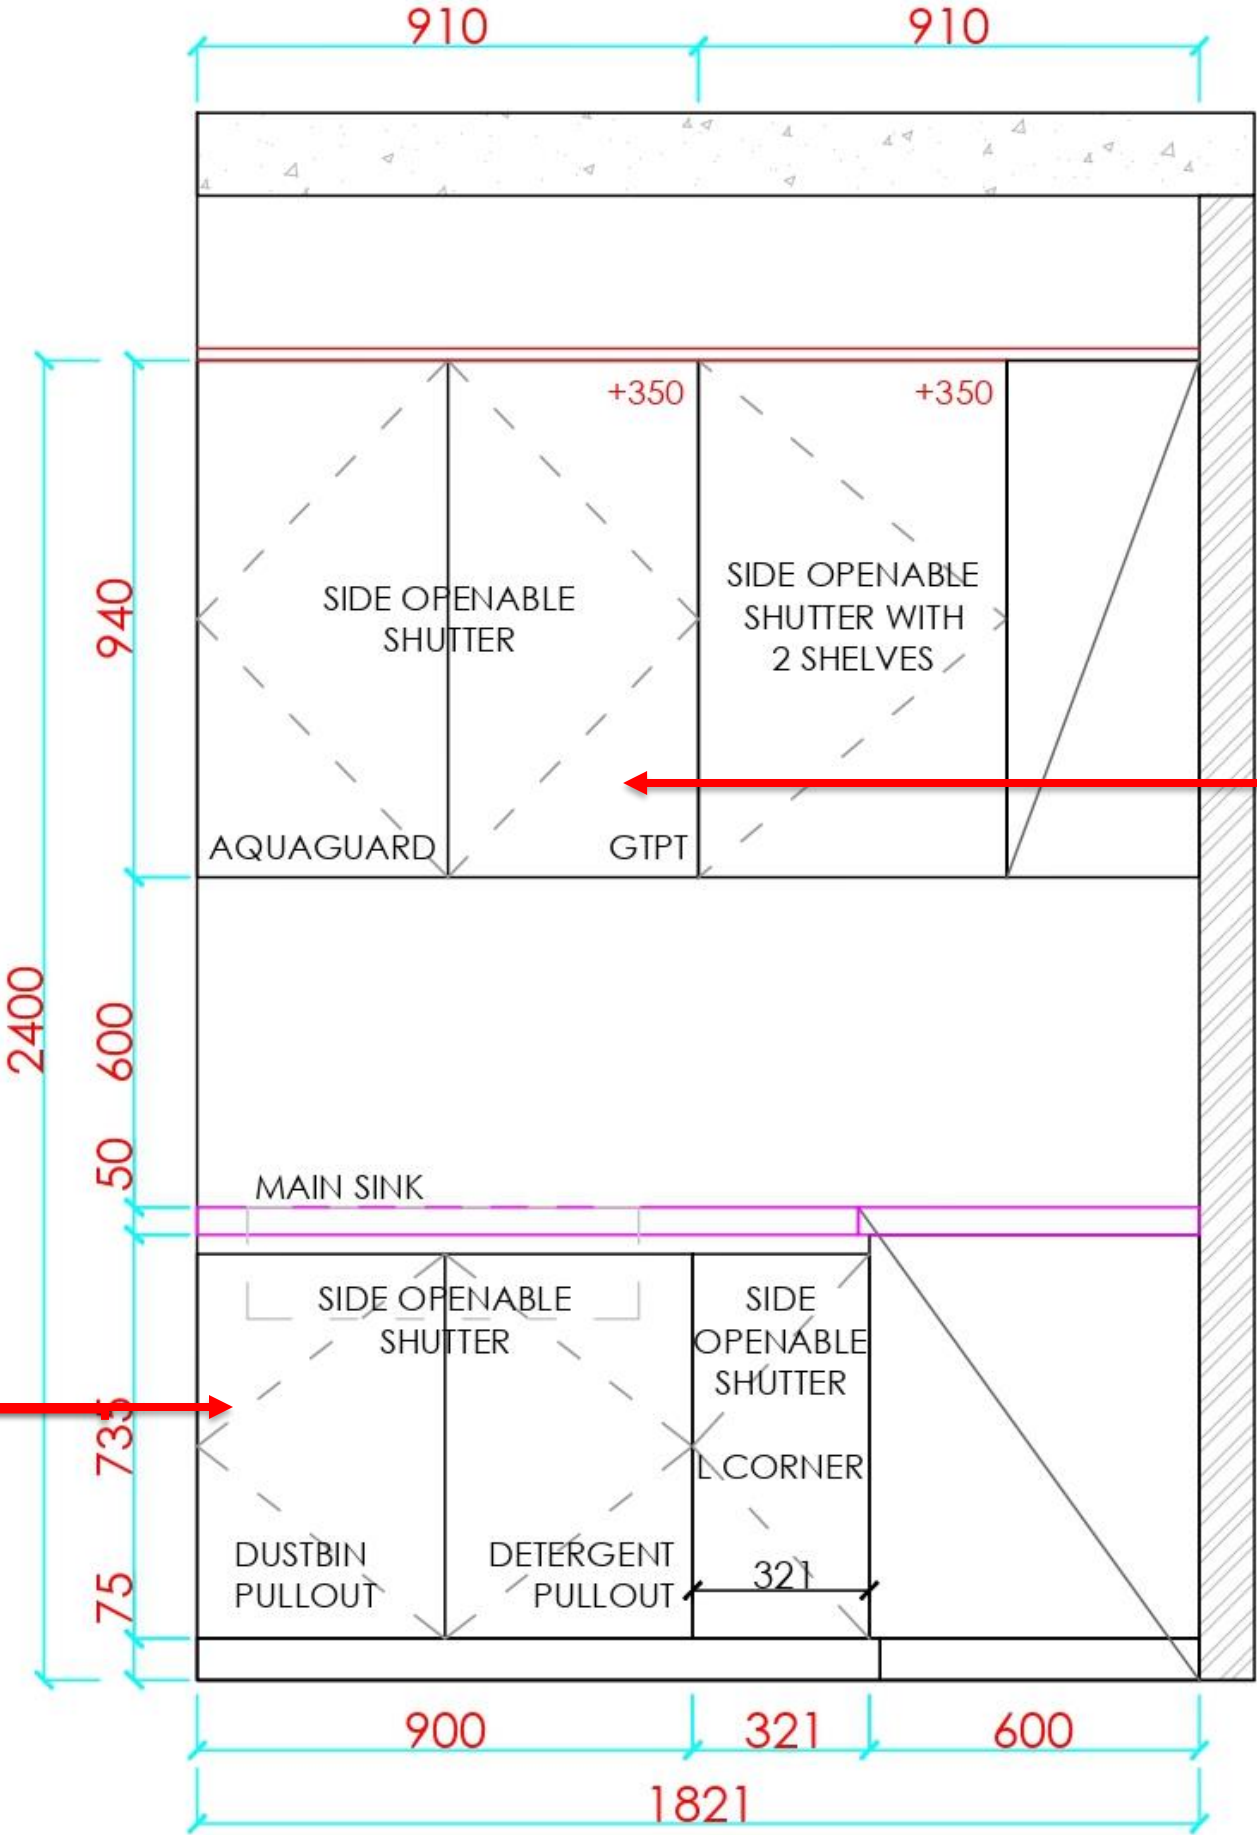 910
910
+350
+350
SIDE OPENABLE
SHUTTER
SIDE OPENABLE
SHUTTER WITH
2 SHELVES
940
AQUAGUARD
GTPT
2400
600
50
MAIN SINK
SIDE OPENABLE
SHUTTER
SIDE
OPENABLE
SHUTTER
L CORNER
735
DUSTBIN
PULLOUT
DETERGENT
PULLOUT
321
75
900
321
600
1821